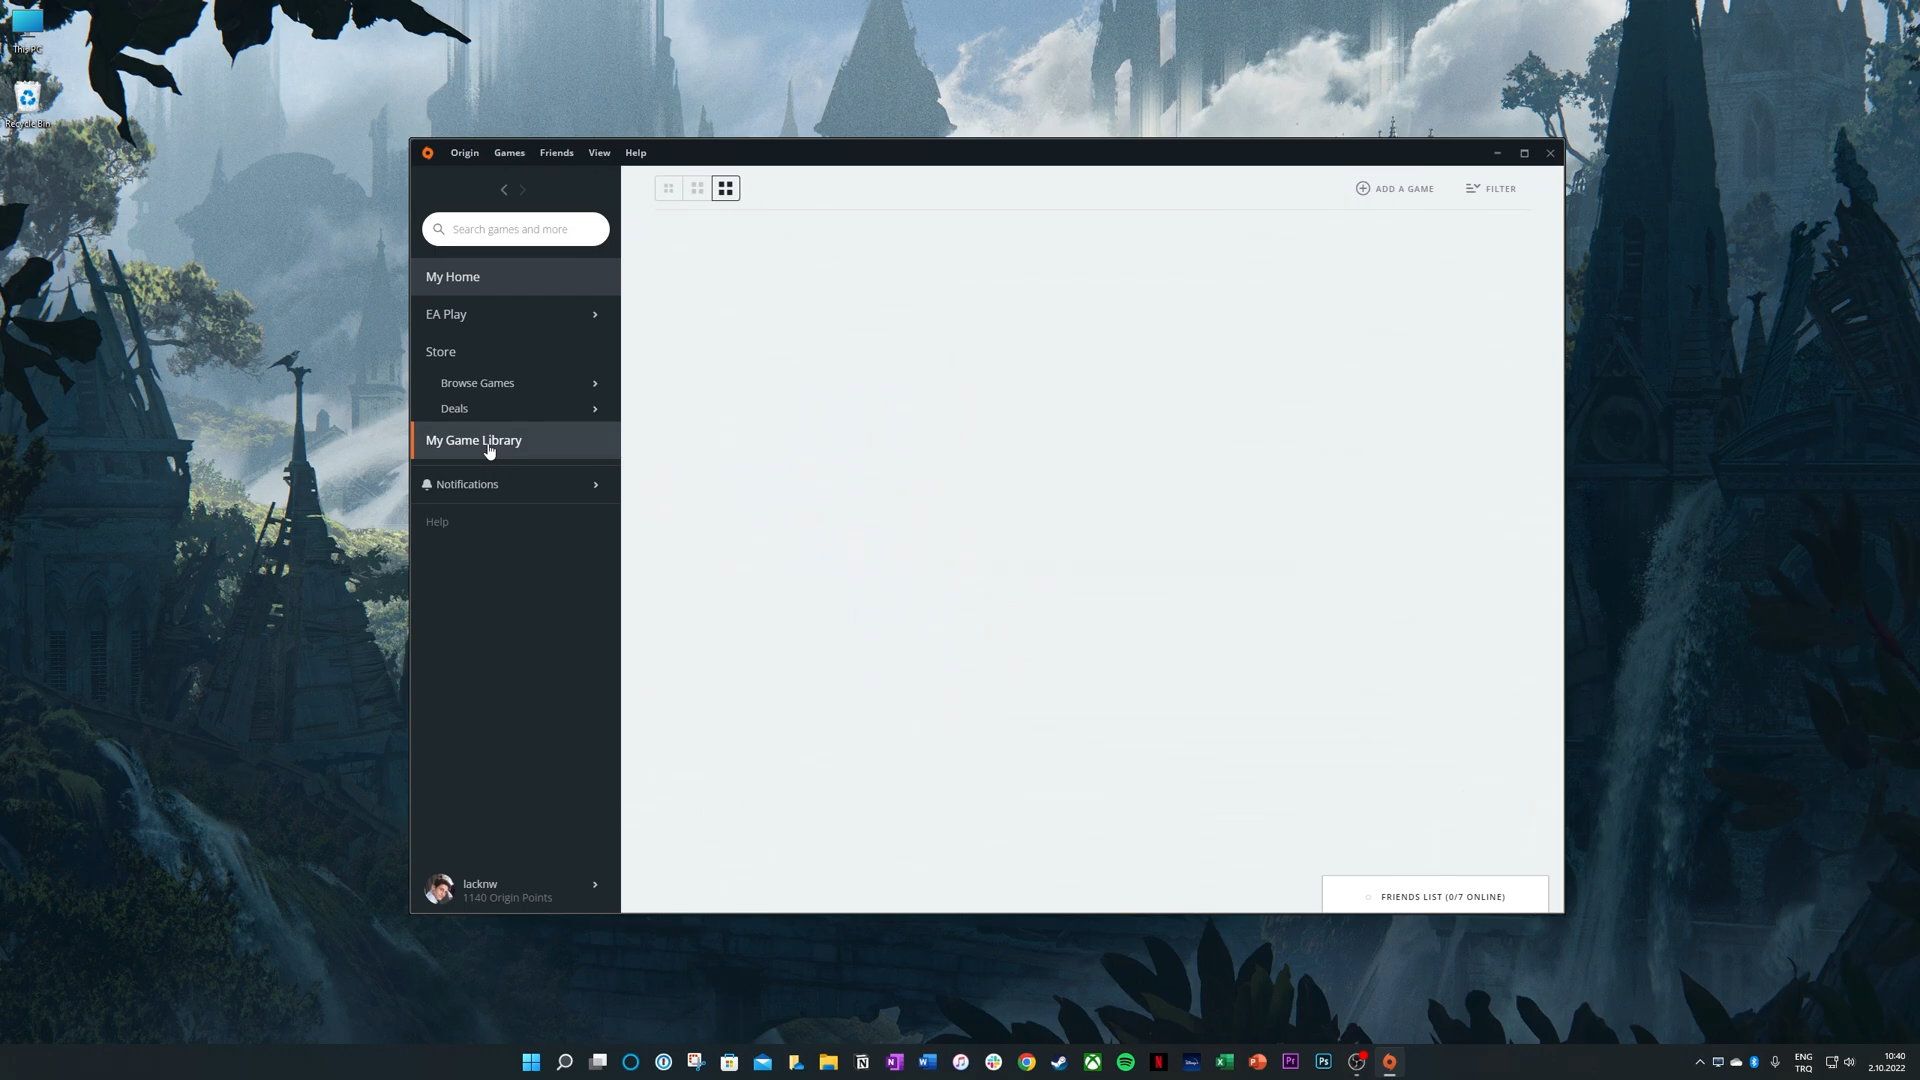 This PC
Recycle Bin
Origin Games Friends View Help
Search games and more
My Home
EA Play
Store
Browse Games
Deals
My Game Library
Notifications
Help
lacknw
1140 Origin Points
ADD A GAME
FILTER
FRIENDS LIST (0/7 ONLINE)
ENG
TRQ
10:40
2.10.2022